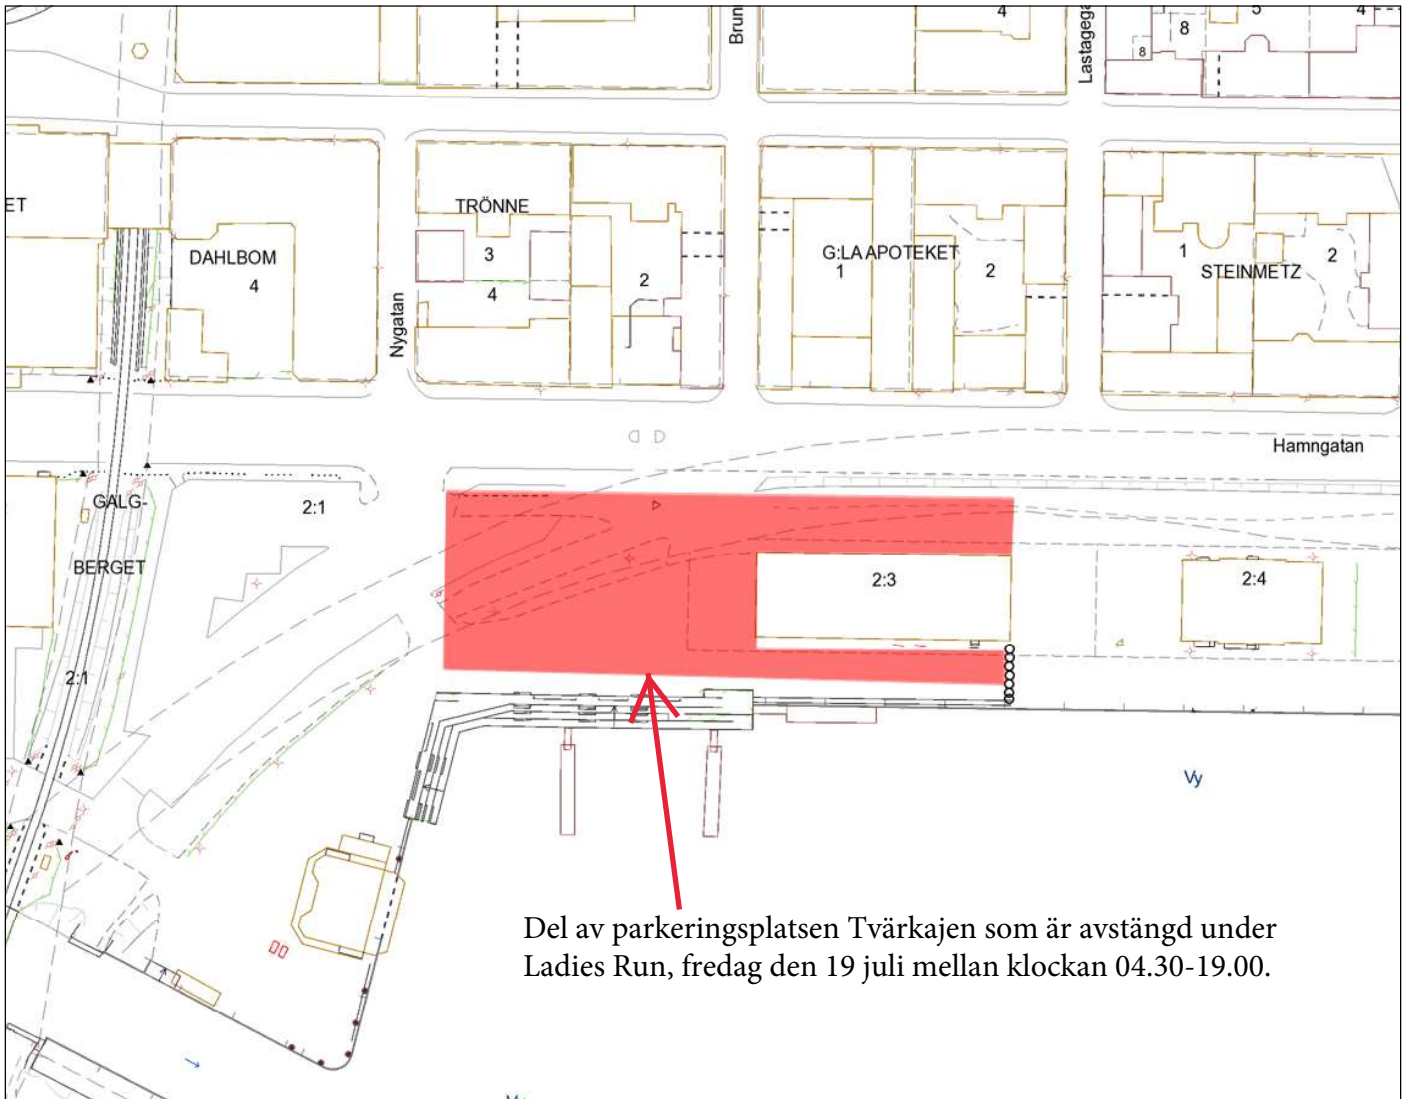 Brun
4
Lastagega
8
8
5
4
ET
DAHLBOM
4
TRÖNNE
3
4
2
Nygatan
G:LA APOTEKET
1
2
1
STEINMETZ
2
Hamngatan
GALG-
BERGET
2:1
2:1
2:3
2:4
Vy
Del av parkeringsplatsen Tvärkajen som är avstängd under
Ladies Run, fredag den 19 juli mellan klockan 04.30-19.00.